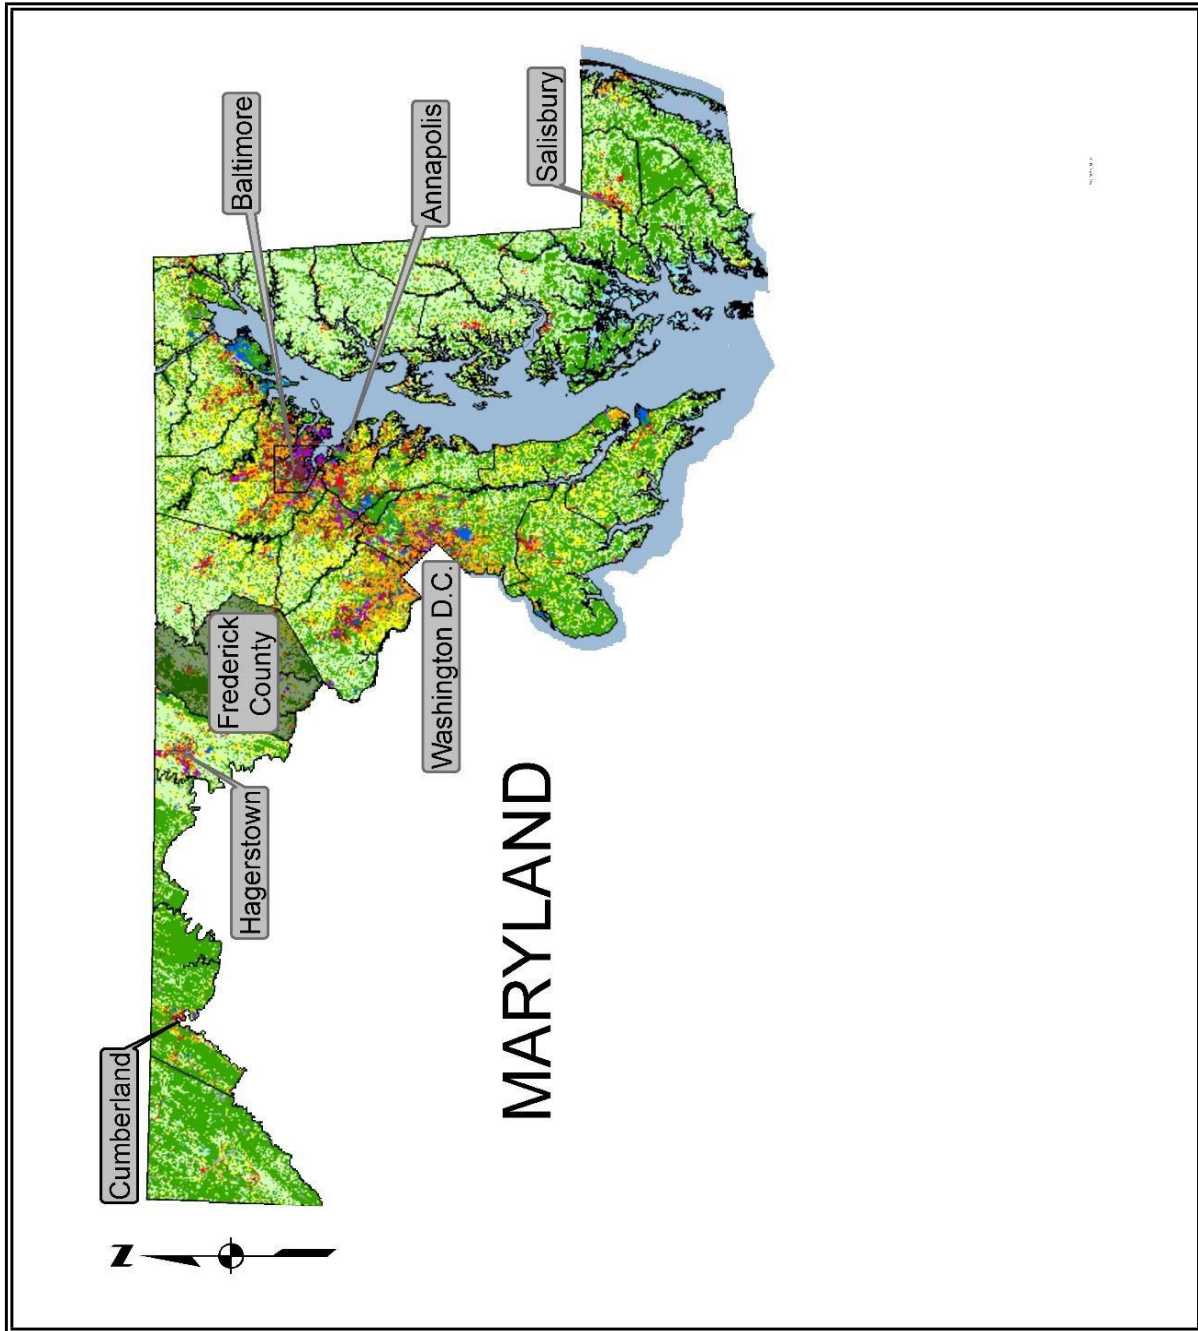 Cumberland
Hagerstown
Frederick
County
Baltimore
Annapolis
Washington D.C.
Salisbury
MARYLAND
N